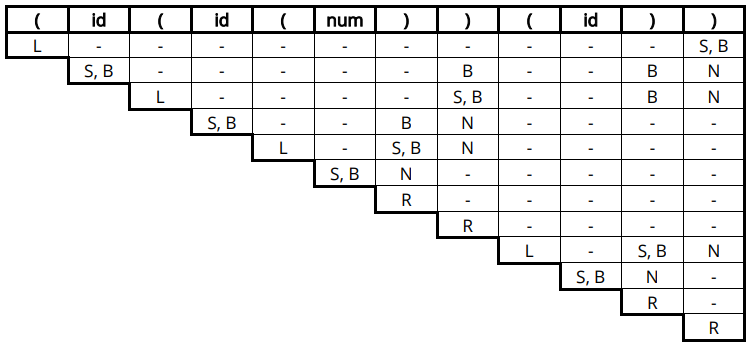 ( id ( id ( num ) ) ( id ) )
L - - - - - - - - - - S, B
S, B - - - - - B - - B N
L - - - - S, B - - B N
S, B - - B N - - - -
L - S, B N - - - -
S, B N - - - - -
R - - - - -
R - - - -
L - S, B N
S, B N -
R -
R